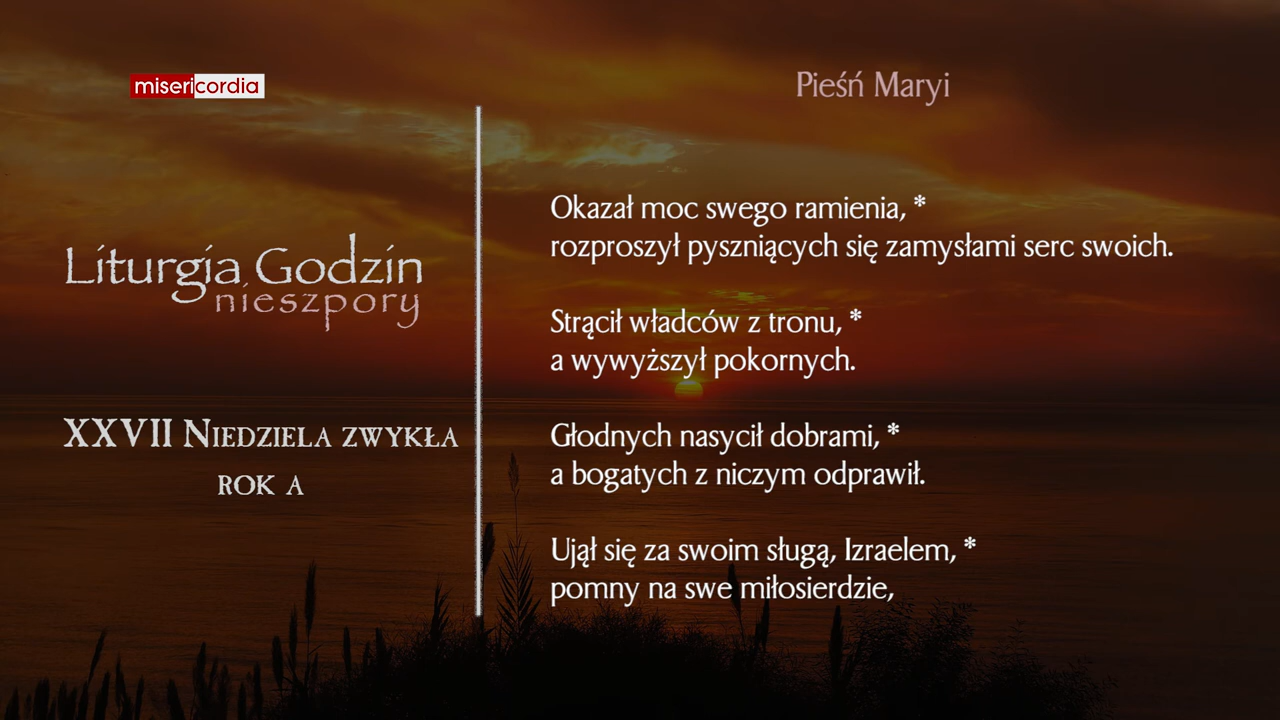 misericordia
Pieśń Maryi
Liturgia Godzin
nieszpory
XXVII Niedziela zwykła
rok A
Okazał moc swego ramienia, *
rozproszył pyszniących się zamysłami serc swoich.
Strącił władców z tronu, *
a wywyższył pokornych.
Głodnych nasycił dobrami, *
a bogatych z niczym odprawił.
Ujął się za swoim sługą, Izraelem, *
pomny na swe miłosierdzie,